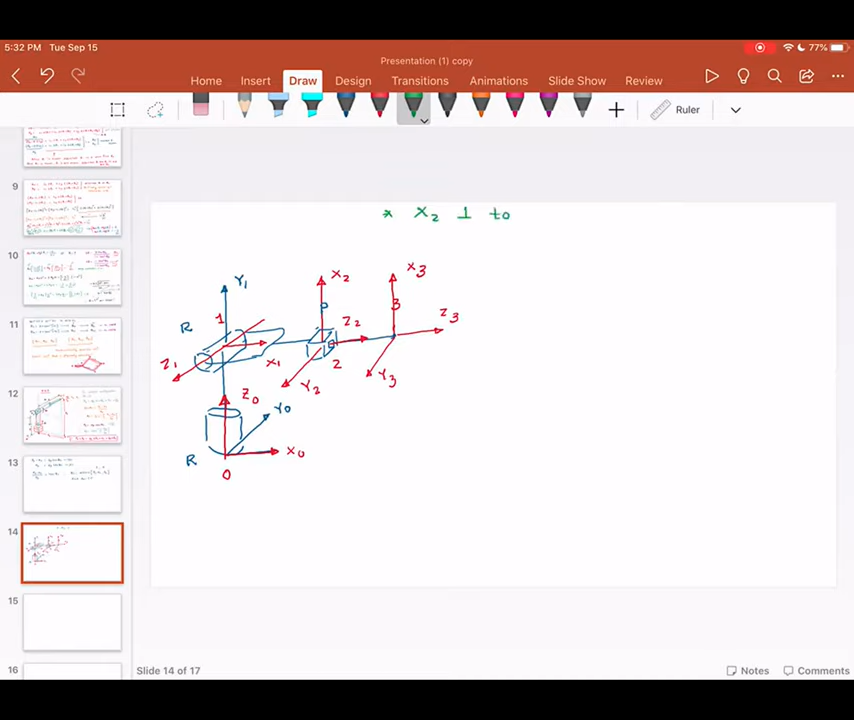 5:32 PM Tue Sep 15
77%
Presentation (1) copy
Home Insert Draw Design Transitions Animations Slide Show Review
Ruler
9
10
11
12
13
14
15
16
* X2 ⊥ to
Y1
X2
X3
R
1
P
3
Z2
Z3
Z1
X1
2
Y2
Y3
Z0
Y0
R
X0
0
Slide 14 of 17
Notes
Comments